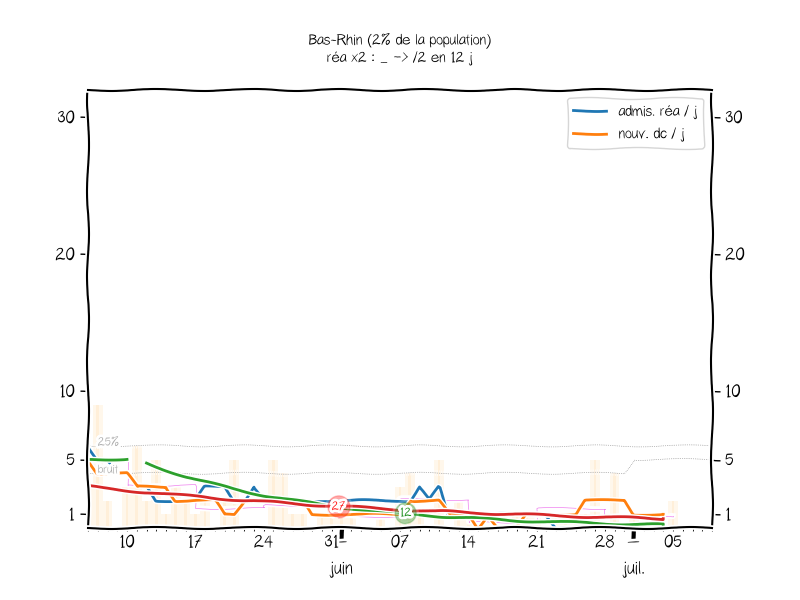 Bas-Rhin (2% de la population)
réa x2 : _ -> /2 en 12 j
admis. réa / j
nouv. dc / j
30
30
20
20
10
10
25%
5
5
bruit
27
12
1
1
10 17 24 31 07 14 21 28 05
juin juil.